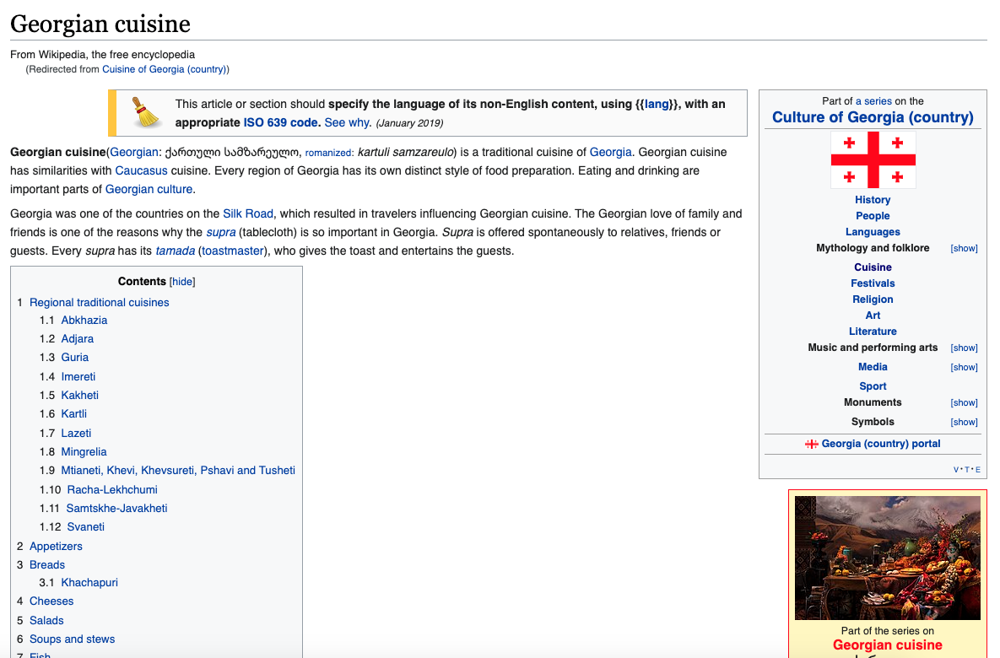 Georgian cuisine
From Wikipedia, the free encyclopedia
(Redirected from Cuisine of Georgia (country))
This article or section should specify the language of its non-English content, using {{lang}}, with an
appropriate ISO 639 code. See why. (January 2019)
Georgian cuisine(Georgian: ქართული სამზარეულო, romanized: kartuli samzareulo) is a traditional cuisine of Georgia. Georgian cuisine
has similarities with Caucasus cuisine. Every region of Georgia has its own distinct style of food preparation. Eating and drinking are
important parts of Georgian culture.
Georgia was one of the countries on the Silk Road, which resulted in travelers influencing Georgian cuisine. The Georgian love of family and
friends is one of the reasons why the supra (tablecloth) is so important in Georgia. Supra is offered spontaneously to relatives, friends or
guests. Every supra has its tamada (toastmaster), who gives the toast and entertains the guests.
Contents [hide]
1 Regional traditional cuisines
1.1 Abkhazia
1.2 Adjara
1.3 Guria
1.4 Imereti
1.5 Kakheti
1.6 Kartli
1.7 Lazeti
1.8 Mingrelia
1.9 Mtianeti, Khevi, Khevsureti, Pshavi and Tusheti
1.10 Racha-Lekhchumi
1.11 Samtskhe-Javakheti
1.12 Svaneti
2 Appetizers
3 Breads
3.1 Khachapuri
4 Cheeses
5 Salads
6 Soups and stews
7 Fish
Part of a series on the
Culture of Georgia (country)
History
People
Languages
Mythology and folklore [show]
Cuisine
Festivals
Religion
Art
Literature
Music and performing arts [show]
Media [show]
Sport
Monuments [show]
Symbols [show]
Georgia (country) portal
V·T·E
Part of the series on
Georgian cuisine